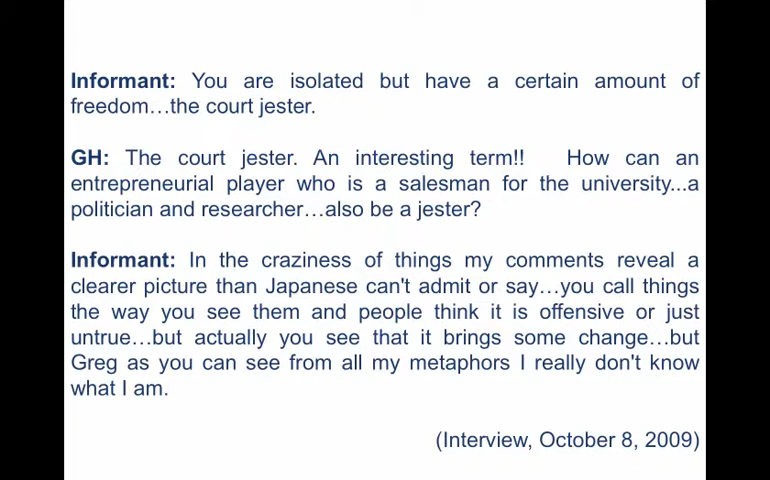 Informant: You are isolated but have a certain amount of
freedom…the court jester.
GH: The court jester. An interesting term!! How can an
entrepreneurial player who is a salesman for the university...a
politician and researcher…also be a jester?
Informant: In the craziness of things my comments reveal a
clearer picture than Japanese can't admit or say…you call things
the way you see them and people think it is offensive or just
untrue…but actually you see that it brings some change…but
Greg as you can see from all my metaphors I really don't know
what I am.
(Interview, October 8, 2009)